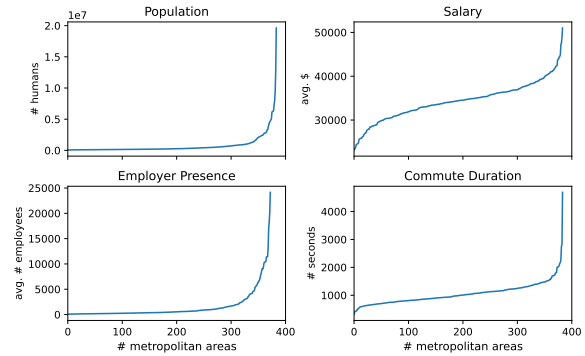 Population
1e7
# humans
2.0
1.5
1.0
0.5
0.0
Salary
avg. $
50000
40000
30000
Employer Presence
avg. # employees
25000
20000
15000
10000
5000
0
0 100 200 300 400
# metropolitan areas
Commute Duration
# seconds
4000
3000
2000
1000
0 100 200 300 400
# metropolitan areas